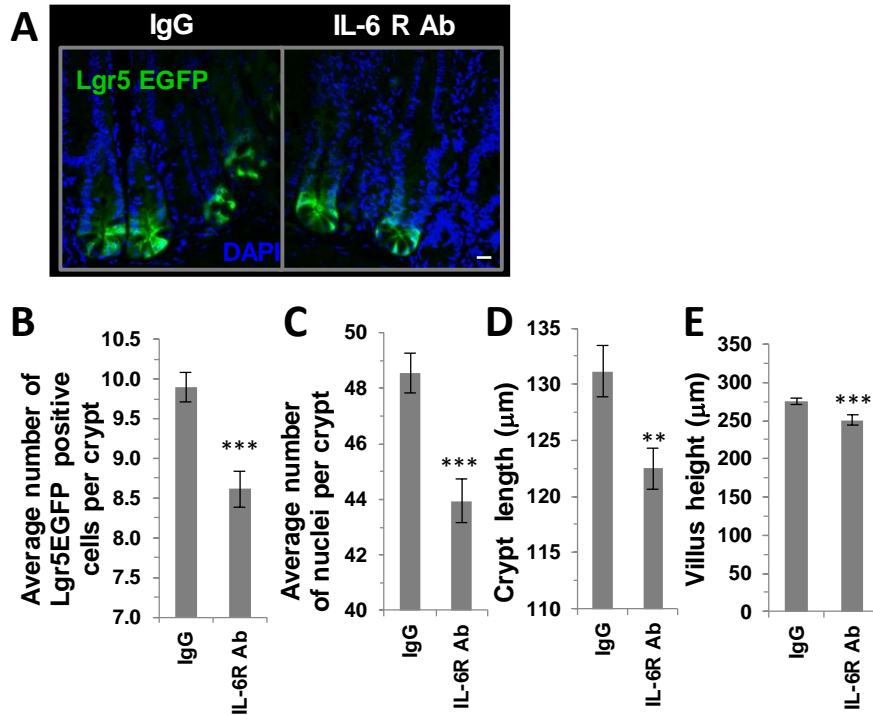 A
IgG
IL-6 R Ab
Lgr5 EGFP
DAPI
B
Average number of
Lgr5EGFP positive
cells per crypt
10.5
10.0
9.5
9.0
8.5
8.0
7.5
7.0
***
IgG
IL-6R Ab
C
Average number
of nuclei per crypt
50
48
46
44
42
40
***
IgG
IL-6R Ab
D
Crypt length (μm)
135
130
125
120
115
110
**
IgG
IL-6R Ab
E
Villus height (μm)
350
300
250
200
150
100
50
0
***
IgG
IL-6R Ab